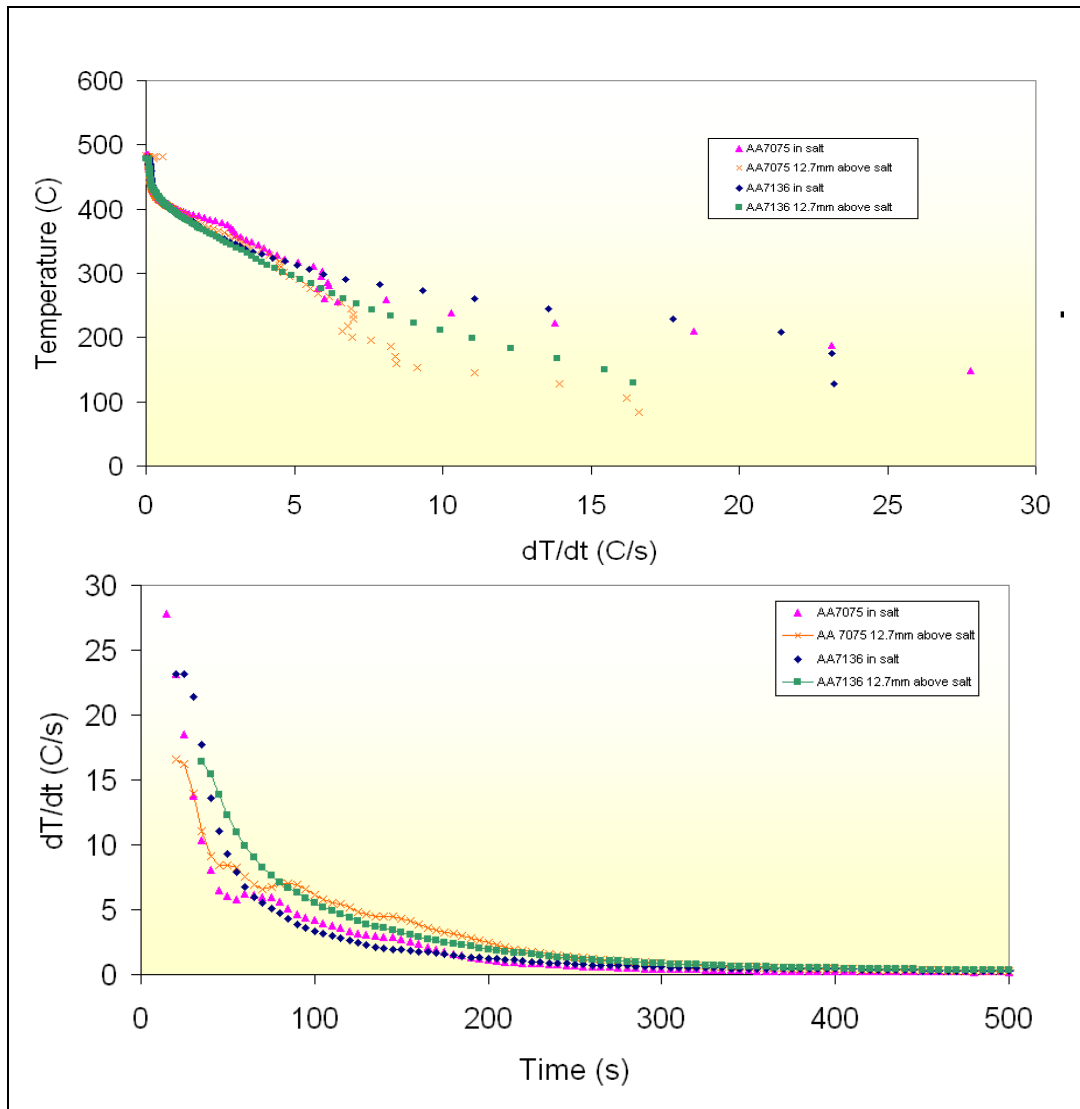 600
500
400
300
200
100
0
Temperature (C)
0 5 10 15 20 25 30
dT/dt (C/s)
AA7075 in salt
AA7075 12.7mm above salt
AA7136 in salt
AA7136 12.7mm above salt
30
25
20
15
10
5
0
dT/dt (C/s)
0 100 200 300 400 500
Time (s)
AA7075 in salt
AA 7075 12.7mm above salt
AA7136 in salt
AA7136 12.7mm above salt